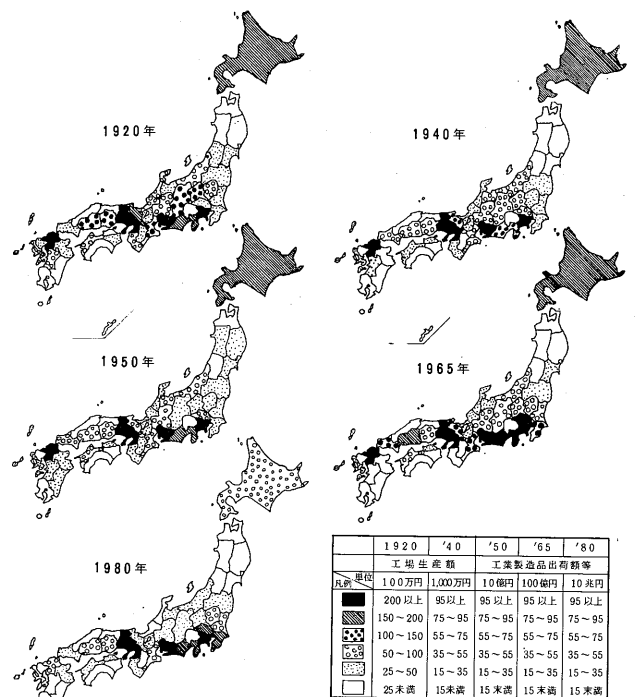 1920年
1940年
1950年
1965年
1980年
1920 '40 '50 '65 '80
工場生産額 工業製造品出荷額等
凡例 単位 100万円 1,000万円 10億円 100億円 10兆円
200以上 95以上 95以上 95以上 95以上
150～200 75～95 75～95 75～95 75～95
100～150 55～75 55～75 55～75 55～75
50～100 35～55 35～55 35～55 35～55
25～50 15～35 15～35 15～35 15～35
25未満 15未満 15末満 15未満 15末満